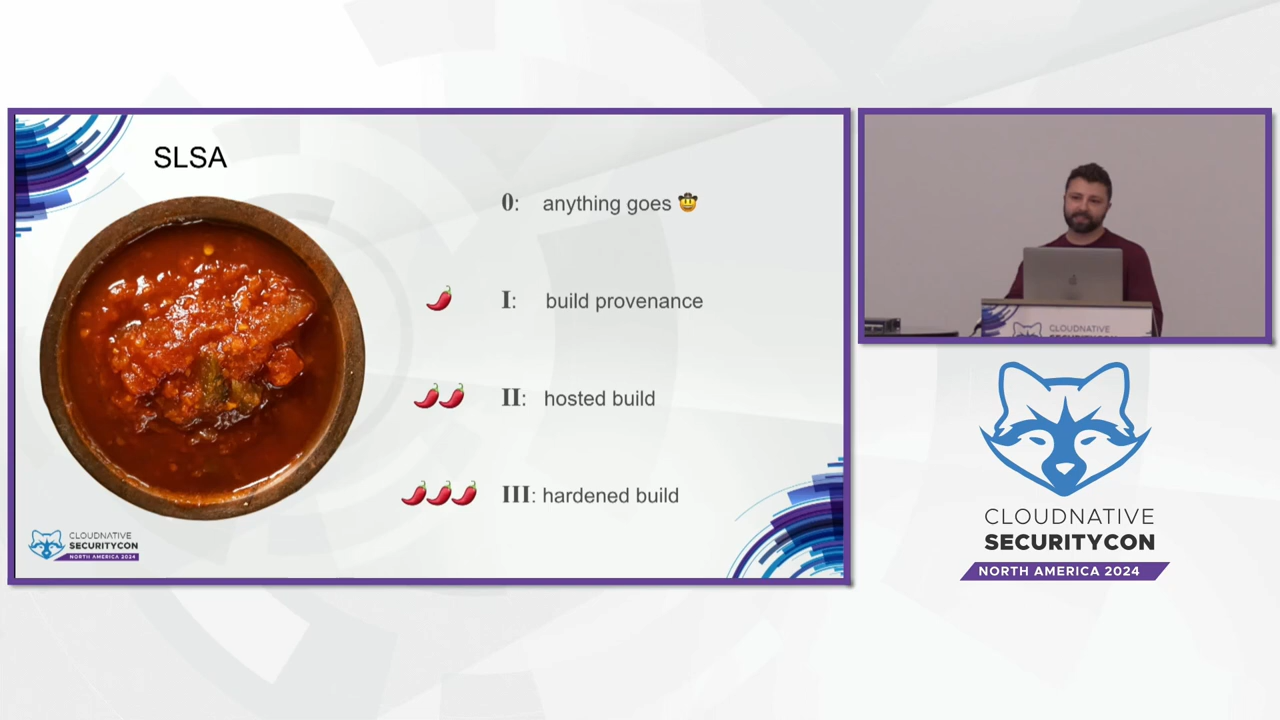 SLSA
0: anything goes 🤠
I: build provenance
II: hosted build
III: hardened build
CLOUDNATIVE
SECURITYCON
NORTH AMERICA 2024
CLOUDNATIVE
CLOUDNATIVE
SECURITYCON
NORTH AMERICA 2024